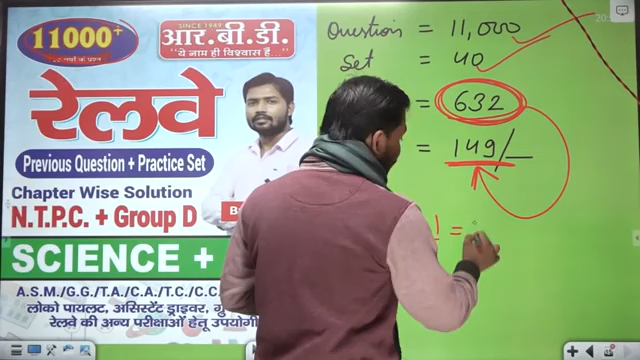 11000+
SINCE 1949
आर.बी.डी.
"ये नाम ही विश्वास है..."
रेलवे
Previous Question + Practice Set
Chapter Wise Solution
N.T.P.C. + Group D
SCIENCE +
A.S.M./G.G./T.A/C.A/T.C./C.C
लोको पायलट, असिस्टेंट ड्राइवर,
रेलवे की अन्य परीक्षाओं हेतु उपयोगी
Question = 11,000
Set = 40
= 632
= 149/_
! =